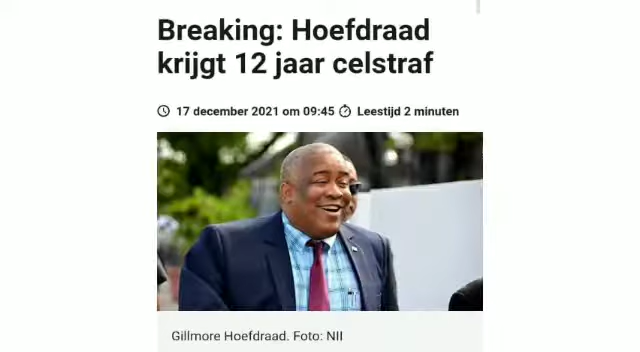 Breaking: Hoefdraad
krijgt 12 jaar celstraf
17 december 2021 om 09:45 Leestijd 2 minuten
Gillmore Hoefdraad. Foto: NII